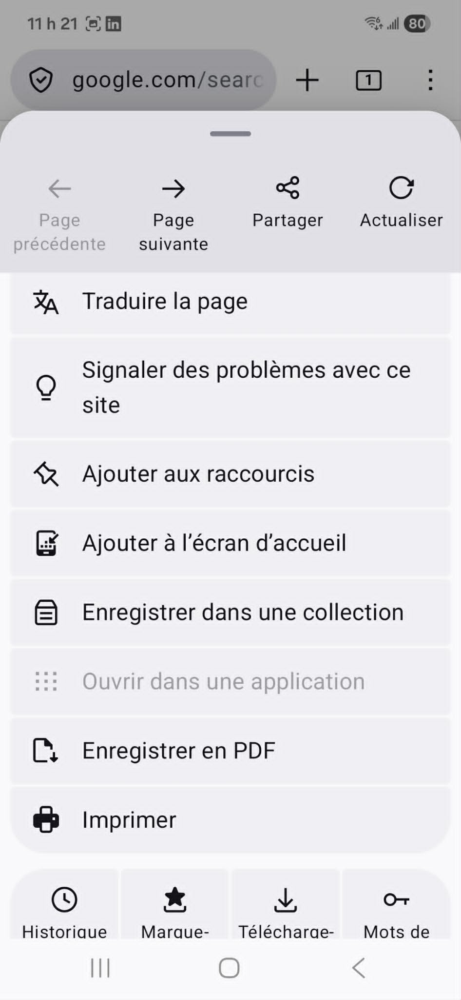 11 h 21
80
google.com/searc
1
Page précédente
Page suivante
Partager
Actualiser
Traduire la page
Signaler des problèmes avec ce
site
Ajouter aux raccourcis
Ajouter à l’écran d’accueil
Enregistrer dans une collection
Ouvrir dans une application
Enregistrer en PDF
Imprimer
Historique
Marque-
Télécharge-
Mots de